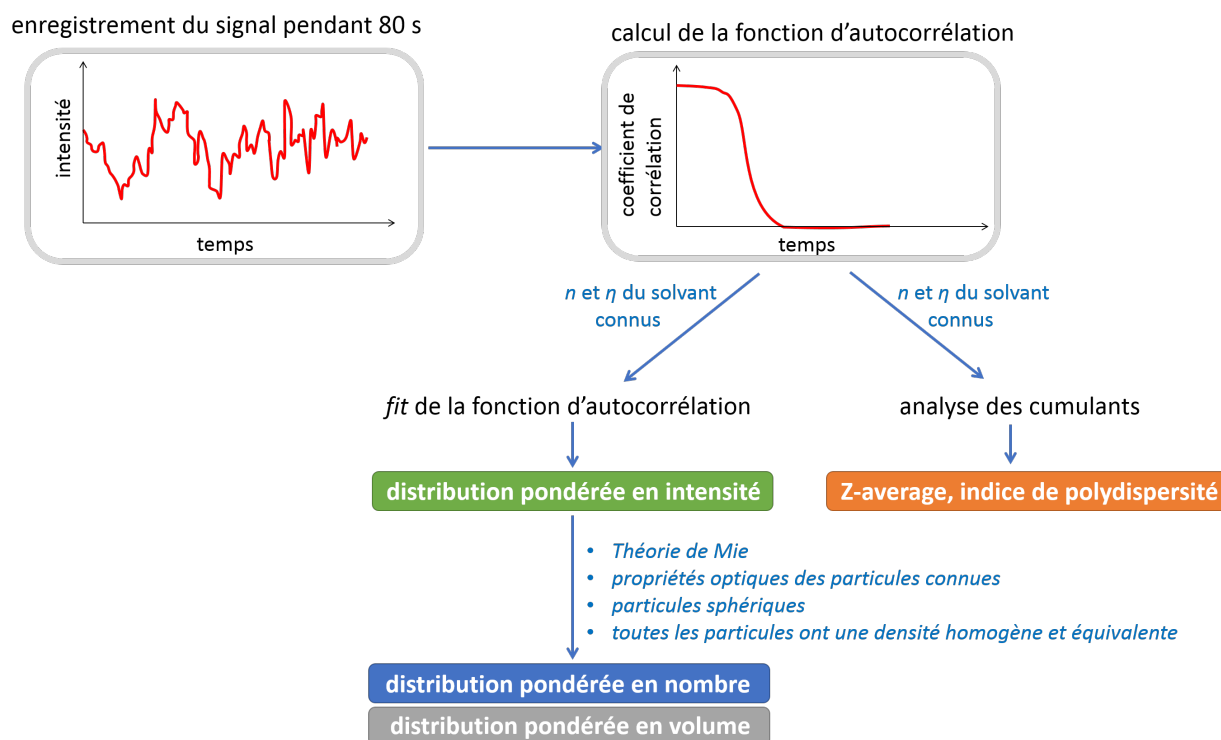 enregistrement du signal pendant 80 s
calcul de la fonction d'autocorrélation
intensité
temps
coefficient de
corrélation
temps
n et η du solvant
connus
n et η du solvant
connus
fit de la fonction d'autocorrélation
analyse des cumulants
distribution pondérée en intensité
Z-average, indice de polydispersité
• Théorie de Mie
• propriétés optiques des particules connues
• particules sphériques
• toutes les particules ont une densité homogène et équivalente
distribution pondérée en nombre
distribution pondérée en volume